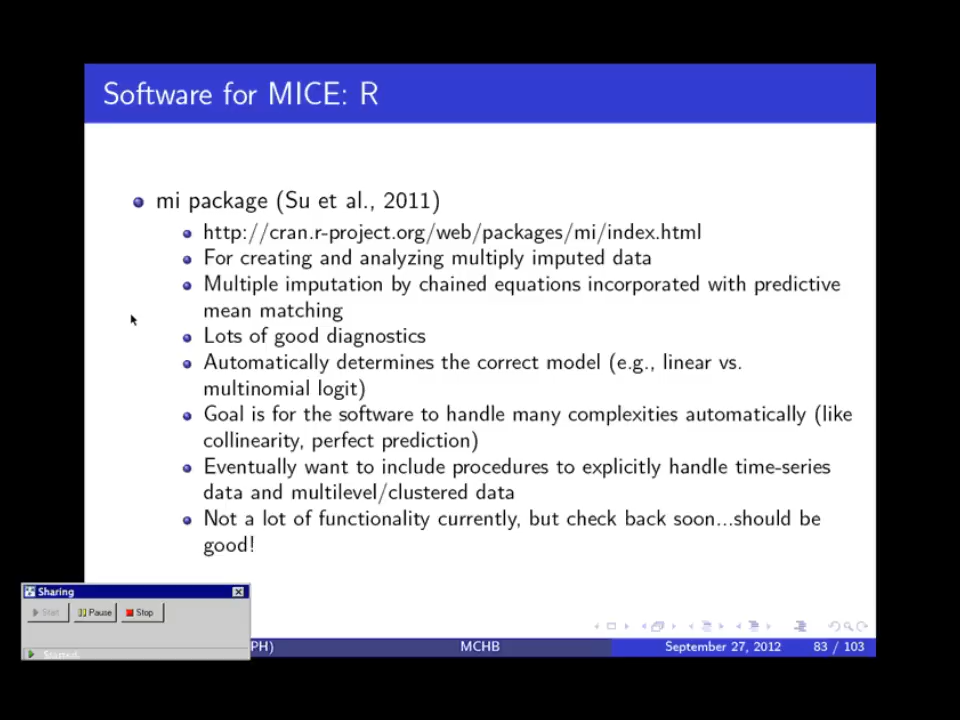 Software for MICE: R
mi package (Su et al., 2011)
http://cran.r-project.org/web/packages/mi/index.html
For creating and analyzing multiply imputed data
Multiple imputation by chained equations incorporated with predictive
mean matching
Lots of good diagnostics
Automatically determines the correct model (e.g., linear vs.
multinomial logit)
Goal is for the software to handle many complexities automatically (like
collinearity, perfect prediction)
Eventually want to include procedures to explicitly handle time-series
data and multilevel/clustered data
Not a lot of functionality currently, but check back soon...should be
good!
Sharing
Start Pause Stop
Started.
PH) MCHB September 27, 2012 83 / 103